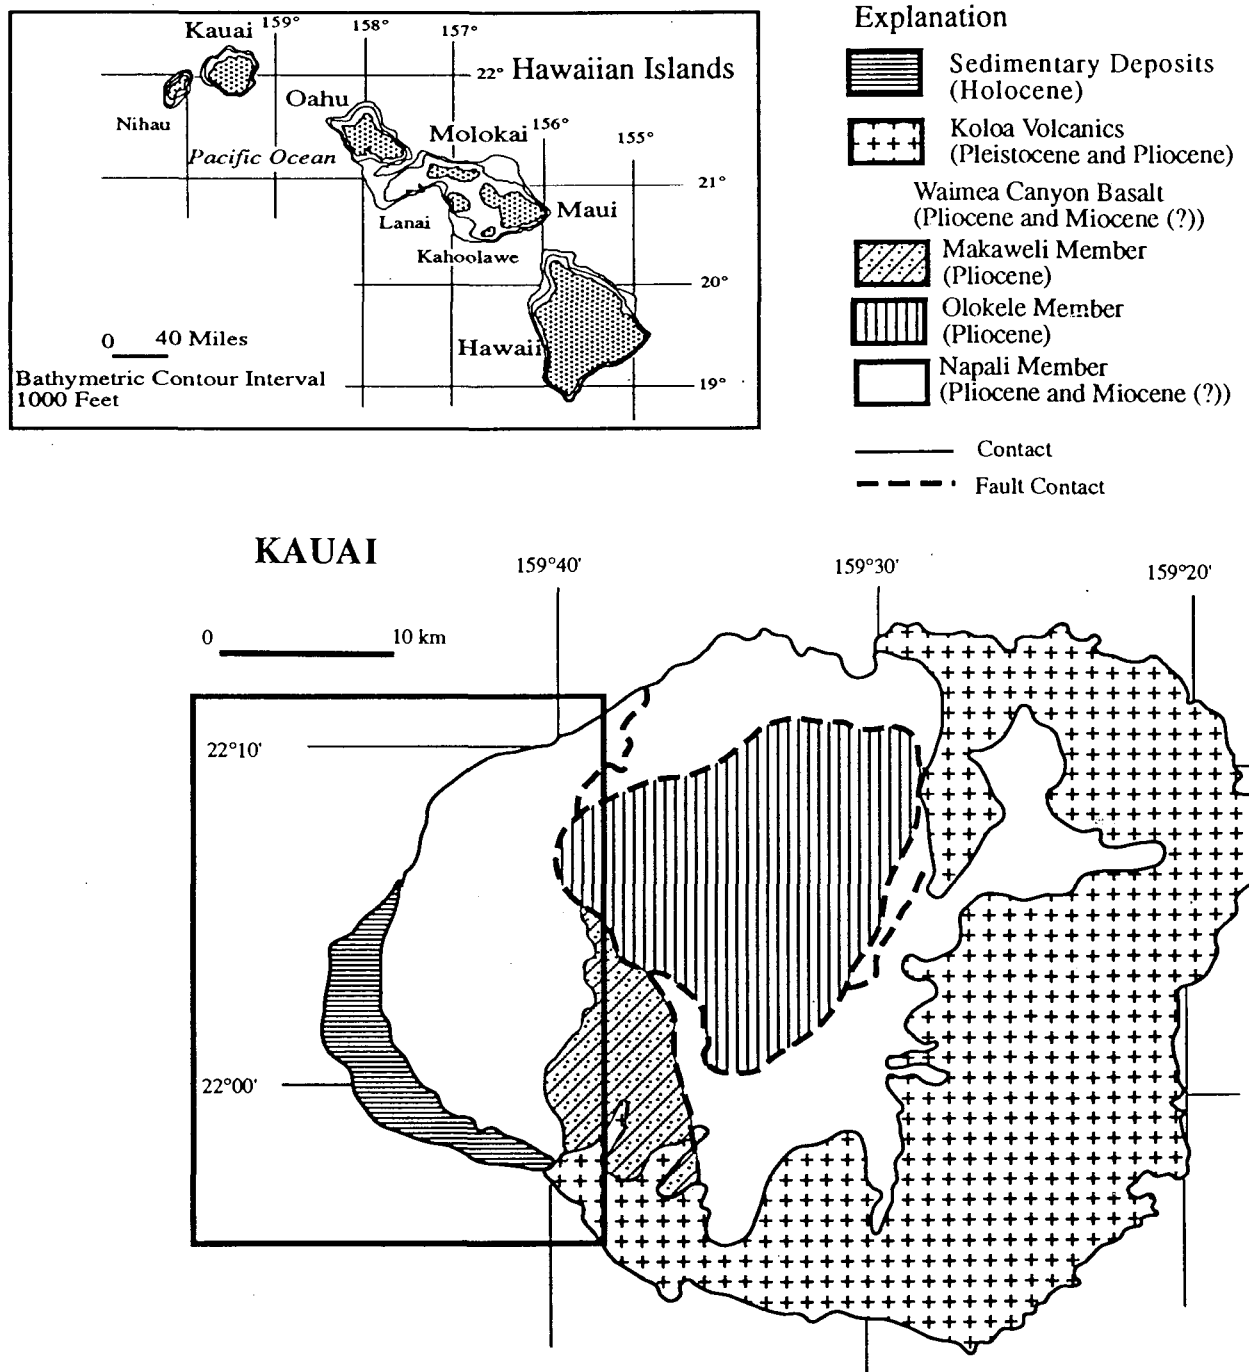 Kauai
159°
158°
157°
22°
Hawaiian Islands
Nihau
Oahu
Molokai
156°
155°
Pacific Ocean
21°
Lanai
Maui
Kahoolawe
20°
0 40 Miles
Hawaii
Bathymetric Contour Interval
1000 Feet
19°
Explanation
Sedimentary Deposits
(Holocene)
Koloa Volcanics
(Pleistocene and Pliocene)
Waimea Canyon Basalt
(Pliocene and Miocene (?))
Makaweli Member
(Pliocene)
Olokele Member
(Pliocene)
Napali Member
(Pliocene and Miocene (?))
Contact
Fault Contact
KAUAI
159°40'
159°30'
159°20'
0 10 km
22°10'
22°00'